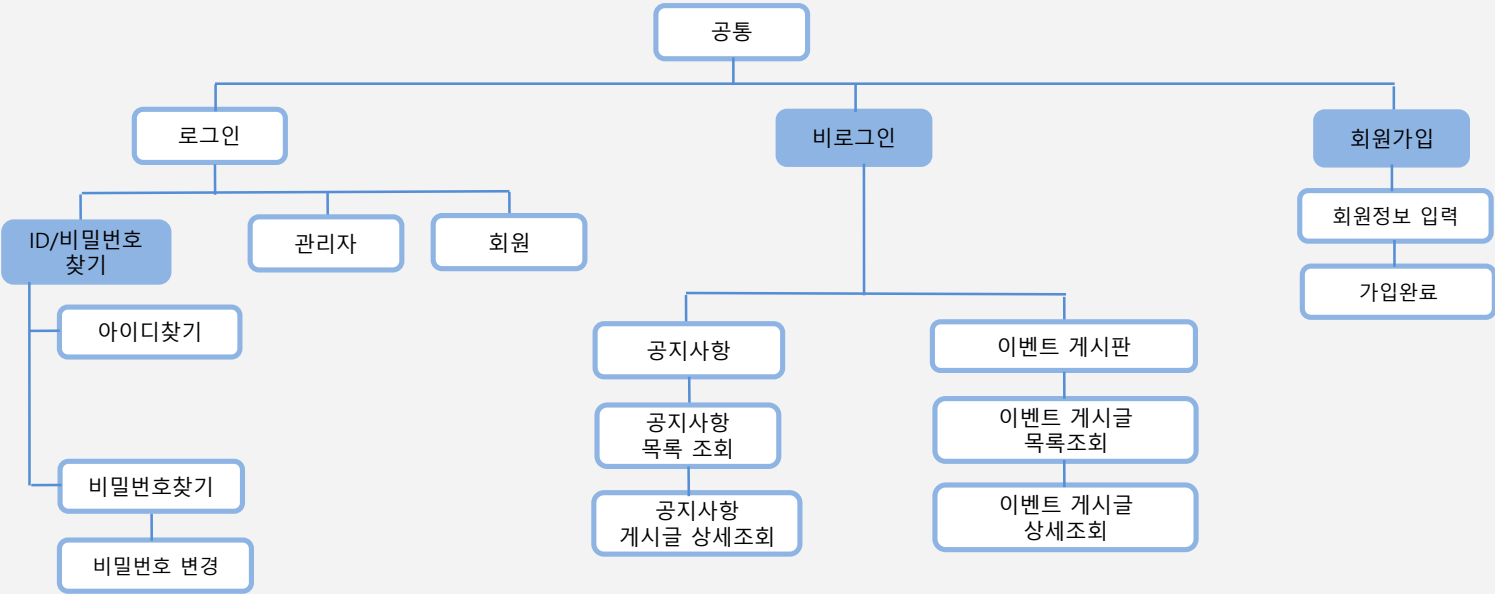 공통
로그인
비로그인
회원가입
ID/비밀번호
찾기
관리자
회원
회원정보 입력
가입완료
아이디찾기
비밀번호찾기
비밀번호 변경
공지사항
공지사항
목록 조회
공지사항
게시글 상세조회
이벤트 게시판
이벤트 게시글
목록조회
이벤트 게시글
상세조회